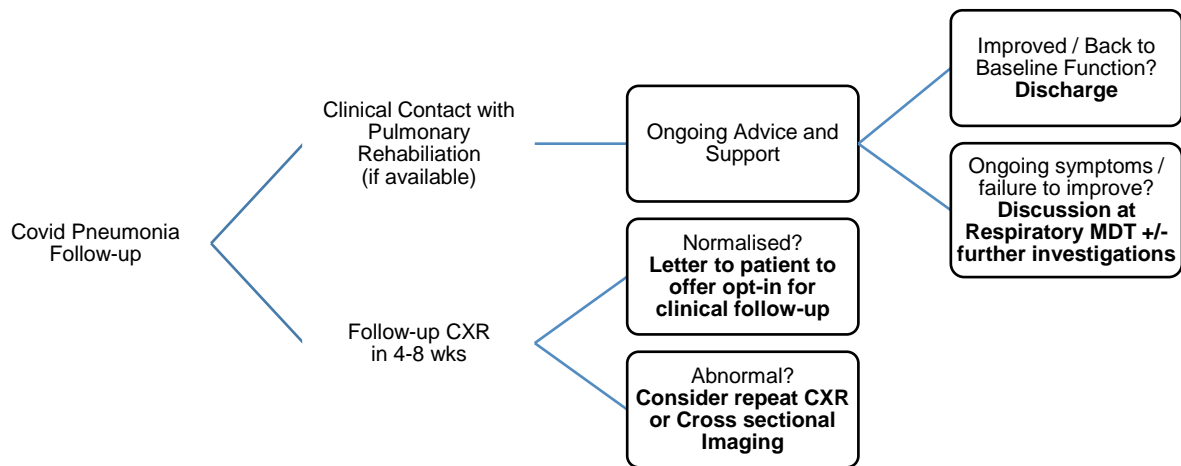 Covid Pneumonia
Follow-up
Clinical Contact with
Pulmonary
Rehabiliation
(if available)
Ongoing Advice and
Support
Improved / Back to
Baseline Function?
Discharge
Ongoing symptoms /
failure to improve?
Discussion at
Respiratory MDT +/-
further investigations
Follow-up CXR
in 4-8 wks
Normalised?
Letter to patient to
offer opt-in for
clinical follow-up
Abnormal?
Consider repeat CXR
or Cross sectional
Imaging